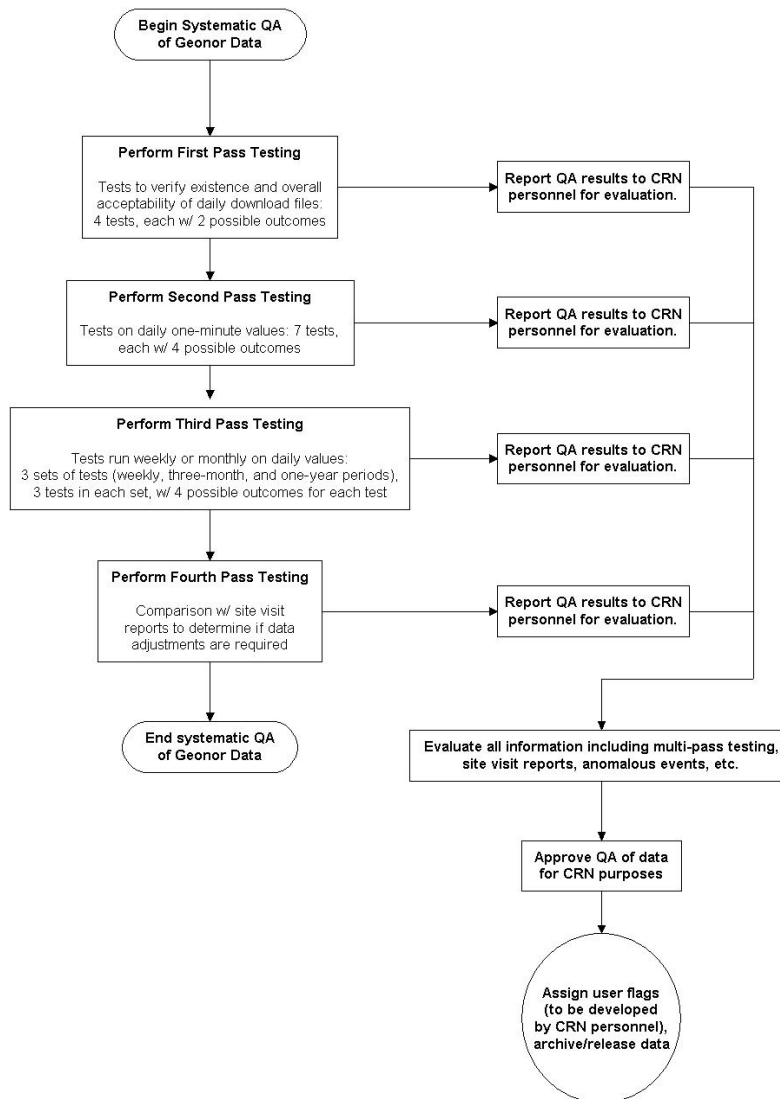 Begin Systematic QA
of Geonor Data
Perform First Pass Testing
Tests to verify existence and overall
acceptability of daily download files:
4 tests, each w/ 2 possible outcomes
Report QA results to CRN
personnel for evaluation.
Perform Second Pass Testing
Tests on daily one-minute values: 7 tests,
each w/ 4 possible outcomes
Report QA results to CRN
personnel for evaluation.
Perform Third Pass Testing
Tests run weekly or monthly on daily values:
3 sets of tests (weekly, three-month, and one-year periods),
3 tests in each set, w/ 4 possible outcomes for each test
Report QA results to CRN
personnel for evaluation.
Perform Fourth Pass Testing
Comparison w/ site visit
reports to determine if data
adjustments are required
Report QA results to CRN
personnel for evaluation.
End systematic QA
of Geonor Data
Evaluate all information including multi-pass testing,
site visit reports, anomalous events, etc.
Approve QA of data
for CRN purposes
Assign user flags
(to be developed
by CRN personnel),
archive/release data